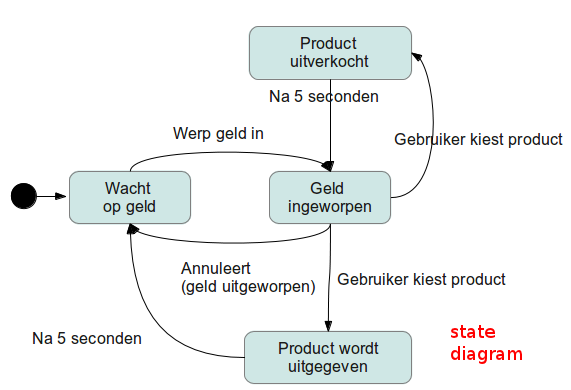 Product
uitverkocht
Na 5 seconden
Werp geld in
Gebruiker kiest product
Wacht
op geld
Geld
ingeworpen
Annuleert
(geld uitgeworpen)
Gebruiker kiest product
Na 5 seconden
Product wordt
uitgegeven
state
diagram